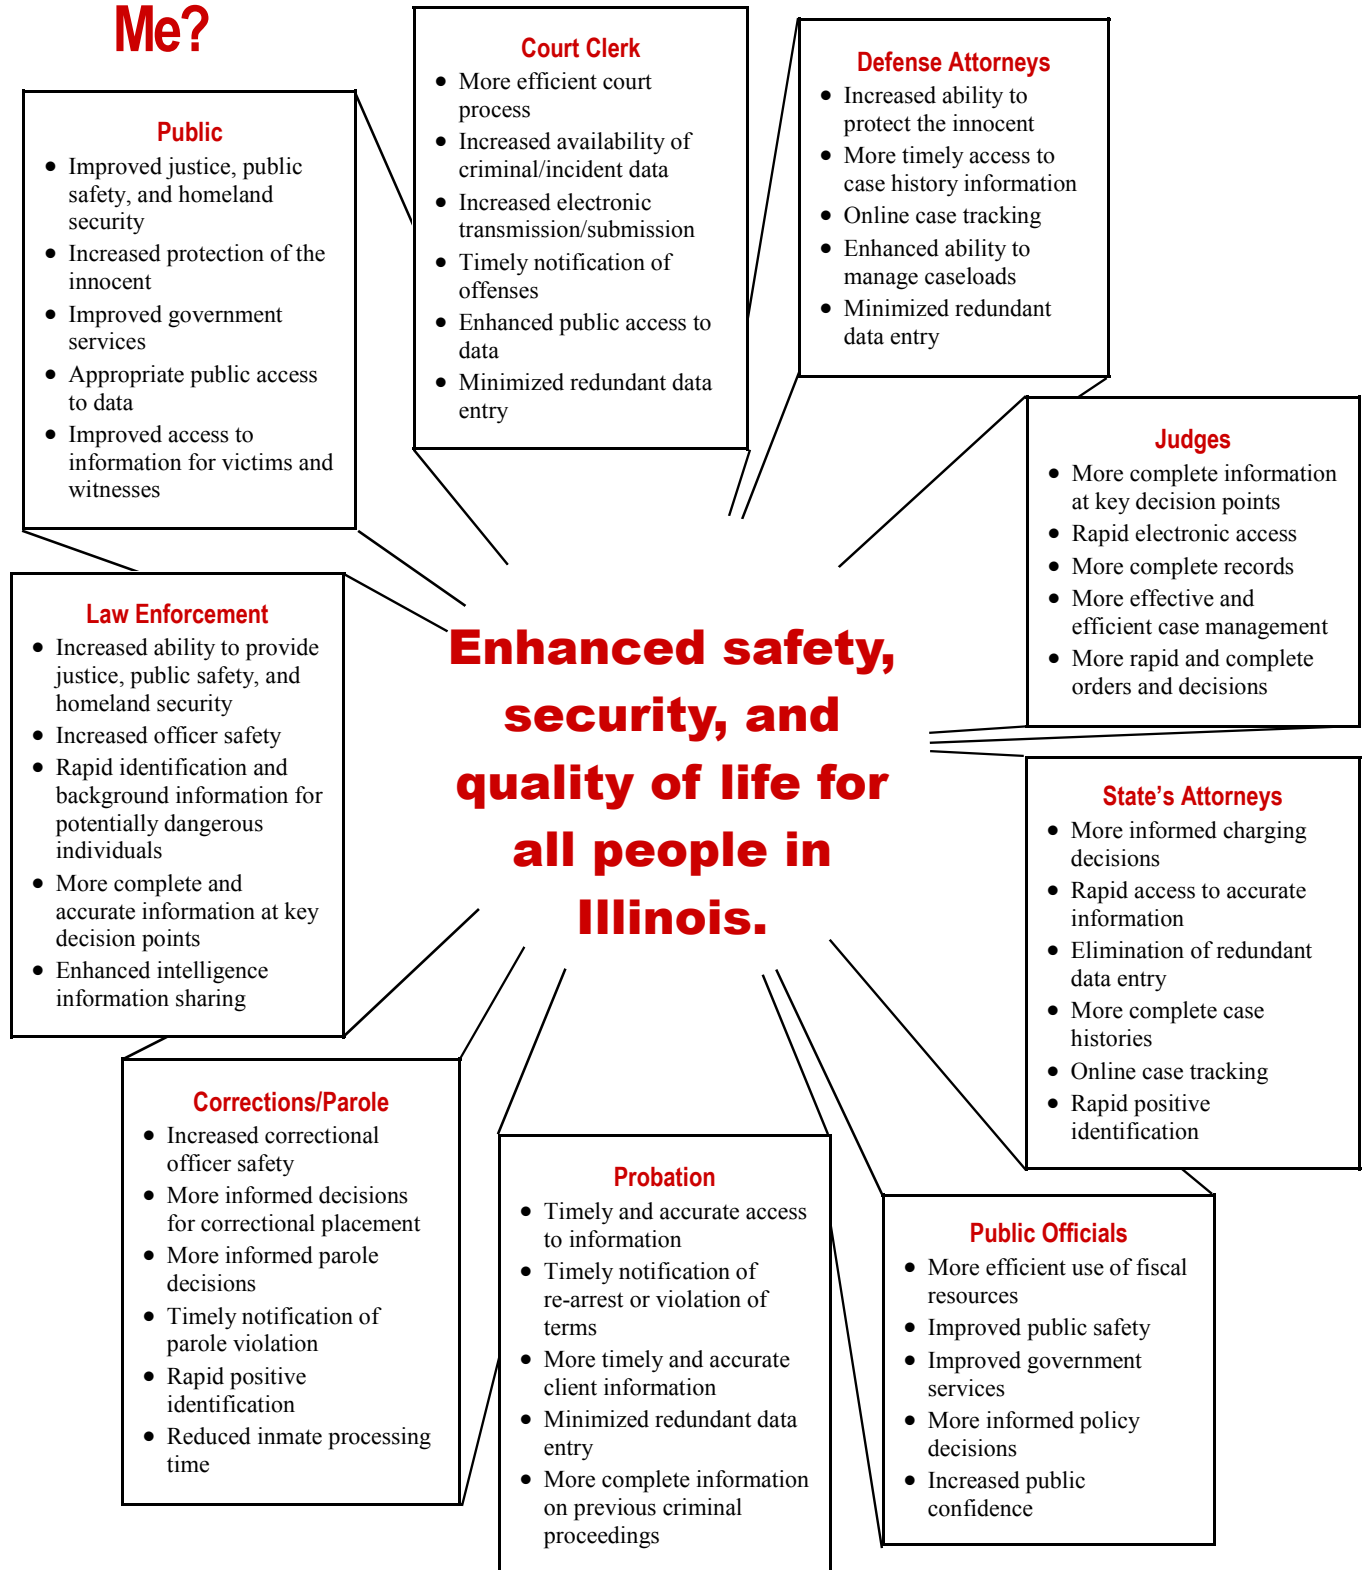 Me?
Court Clerk
• More efficient court
process
• Increased availability of
criminal/incident data
• Increased electronic
transmission/submission
• Timely notification of
offenses
• Enhanced public access to
data
• Minimized redundant data
entry
Defense Attorneys
• Increased ability to
protect the innocent
• More timely access to
case history information
• Online case tracking
• Enhanced ability to
manage caseloads
• Minimized redundant
data entry
Public
• Improved justice, public
safety, and homeland
security
• Increased protection of the
innocent
• Improved government
services
• Appropriate public access
to data
• Improved access to
information for victims and
witnesses
Judges
• More complete information
at key decision points
• Rapid electronic access
• More complete records
• More effective and
efficient case management
• More rapid and complete
orders and decisions
Law Enforcement
• Increased ability to provide
justice, public safety, and
homeland security
• Increased officer safety
• Rapid identification and
background information for
potentially dangerous
individuals
• More complete and
accurate information at key
decision points
• Enhanced intelligence
information sharing
Enhanced safety,
security, and
quality of life for
all people in
Illinois.
State’s Attorneys
• More informed charging
decisions
• Rapid access to accurate
information
• Elimination of redundant
data entry
• More complete case
histories
• Online case tracking
• Rapid positive
identification
Corrections/Parole
• Increased correctional
officer safety
• More informed decisions
for correctional placement
• More informed parole
decisions
• Timely notification of
parole violation
• Rapid positive
identification
• Reduced inmate processing
time
Probation
• Timely and accurate access
to information
• Timely notification of
re-arrest or violation of
terms
• More timely and accurate
client information
• Minimized redundant data
entry
• More complete information
on previous criminal
proceedings
Public Officials
• More efficient use of fiscal
resources
• Improved public safety
• Improved government
services
• More informed policy
decisions
• Increased public
confidence